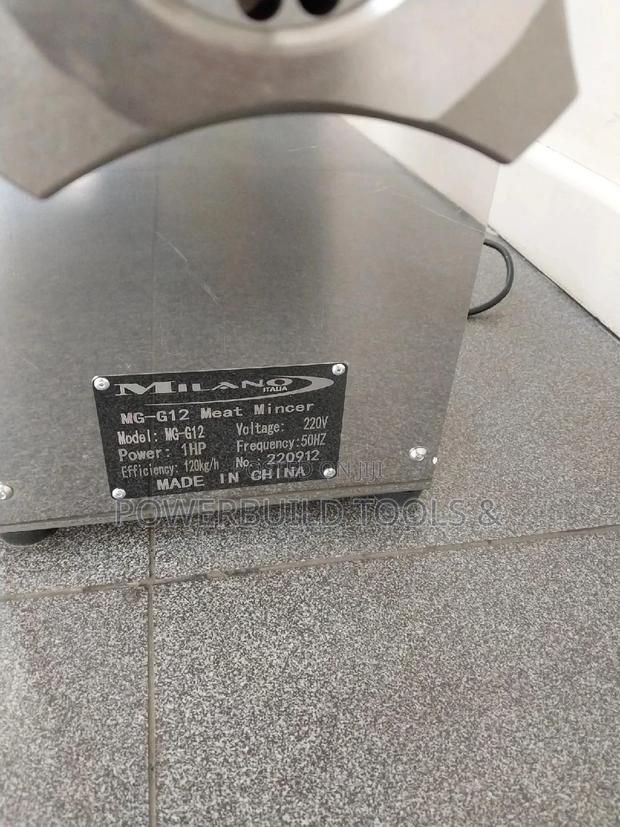 MILANO
ITALIA
MG-G12 Meat Mincer
Model: MG-G12 Voltage: 220V
Power: 1HP Frequency:50HZ
Efficiency: 120kg/h No. 220912
MADE IN CHINA
POWERBUILD TOOLS &